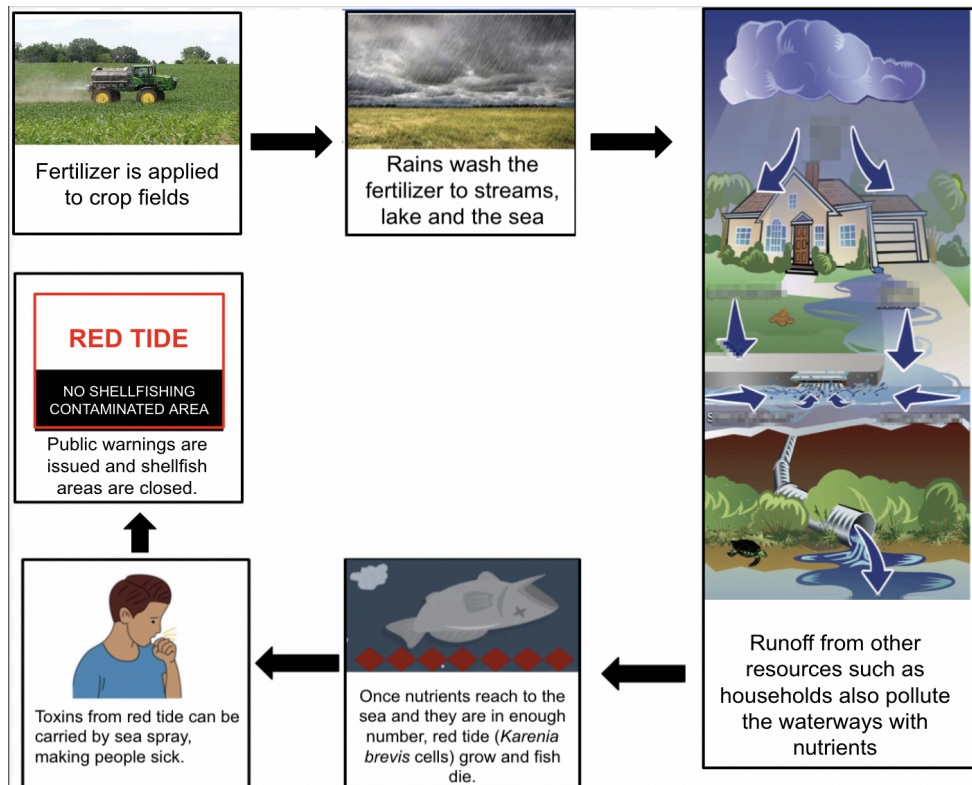 Fertilizer is applied
to crop fields
Rains wash the
fertilizer to streams,
lake and the sea
Runoff from other
resources such as
households also pollute
the waterways with
nutrients
Once nutrients reach to the
sea and they are in enough
number, red tide (Karenia
brevis cells) grow and fish
die.
Toxins from red tide can be
carried by sea spray,
making people sick.
RED TIDE
NO SHELLFISHING
CONTAMINATED AREA
Public warnings are
issued and shellfish
areas are closed.